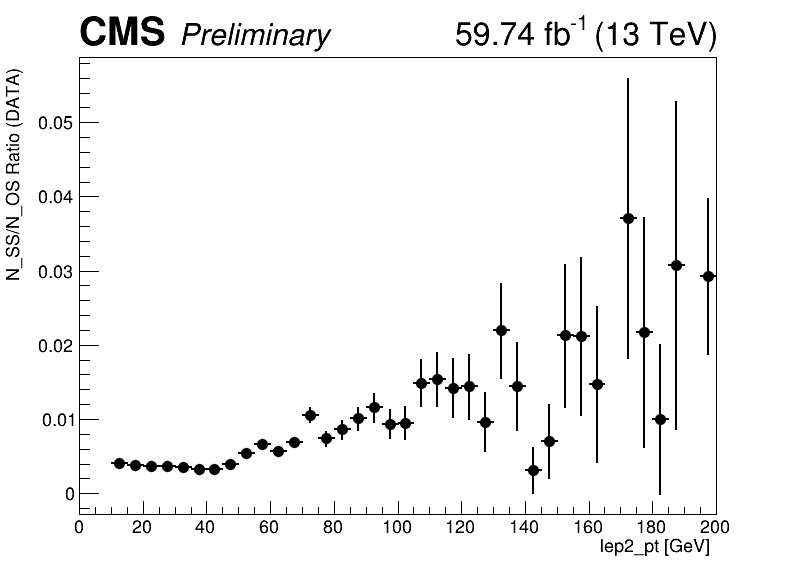 CMS Preliminary 59.74 fb⁻¹ (13 TeV)
N_SS/N_OS Ratio (DATA)
0.05
0.04
0.03
0.02
0.01
0
0 20 40 60 80 100 120 140 160 180 200
lep2_pt [GeV]